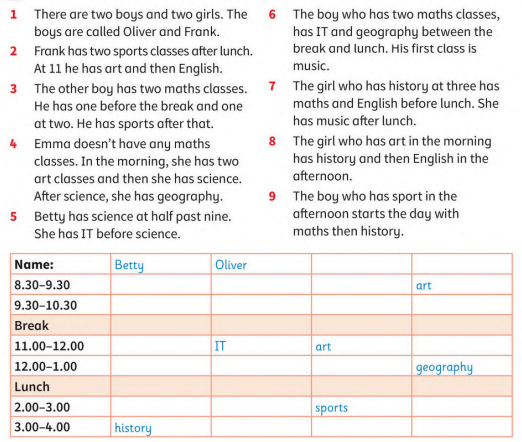 1 There are two boys and two girls. The
boys are called Oliver and Frank.
2 Frank has two sports classes after lunch.
At 11 he has art and then English.
3 The other boy has two maths classes.
He has one before the break and one
at two. He has sports after that.
4 Emma doesn't have any maths
classes. In the morning, she has two
art classes and then she has science.
After science, she has geography.
5 Betty has science at half past nine.
She has IT before science.
6 The boy who has two maths classes,
has IT and geography between the
break and lunch. His first class is
music.
7 The girl who has history at three has
maths and English before lunch. She
has music after lunch.
8 The girl who has art in the morning
has history and then English in the
afternoon.
9 The boy who has sport in the
afternoon starts the day with
maths then history.
Name: Betty Oliver
8.30–9.30 art
9.30–10.30
Break
11.00–12.00 IT art
12.00–1.00 geography
Lunch
2.00–3.00 sports
3.00–4.00 history